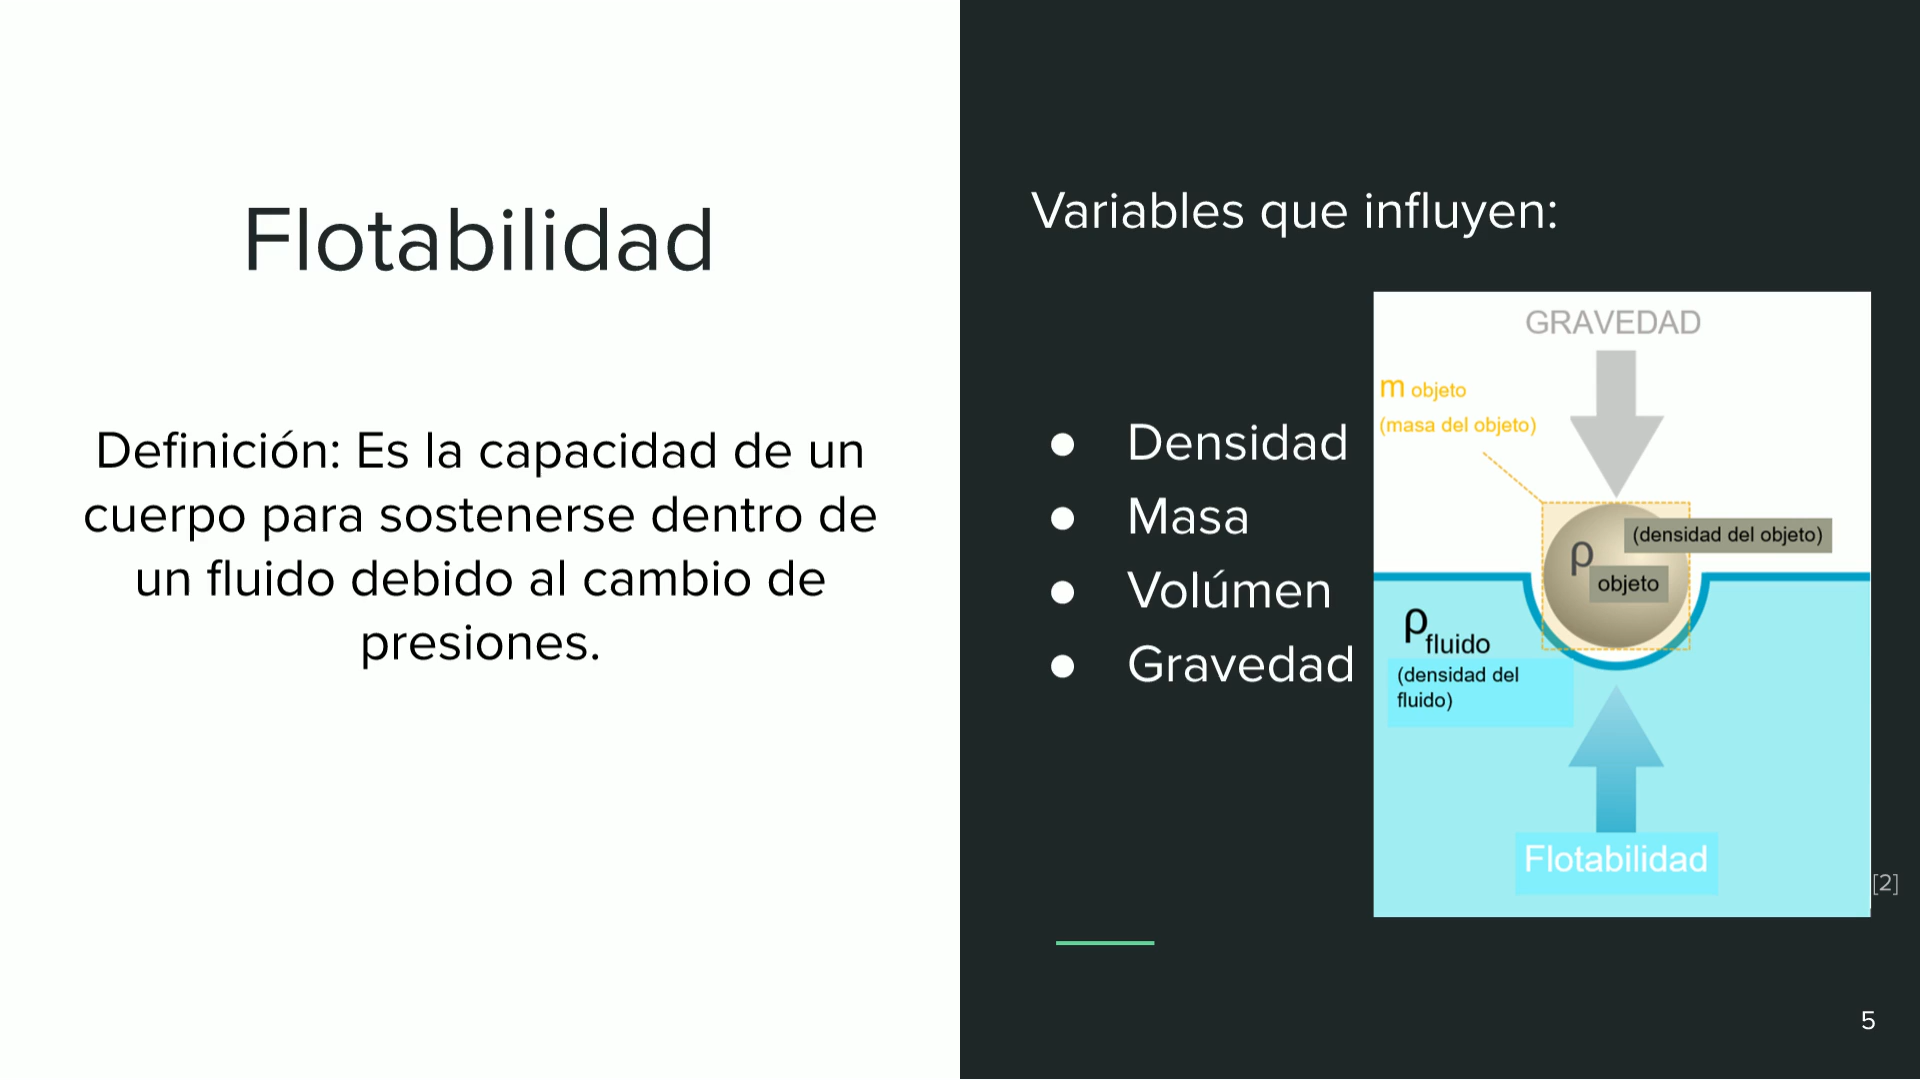 Flotabilidad
Definición: Es la capacidad de un
cuerpo para sostenerse dentro de
un fluido debido al cambio de
presiones.
Variables que influyen:
● Densidad
● Masa
● Volúmen
● Gravedad
GRAVEDAD
m objeto
(masa del objeto)
(densidad del objeto)
ρ objeto
ρ fluido
(densidad del
fluido)
Flotabilidad
[2]
5